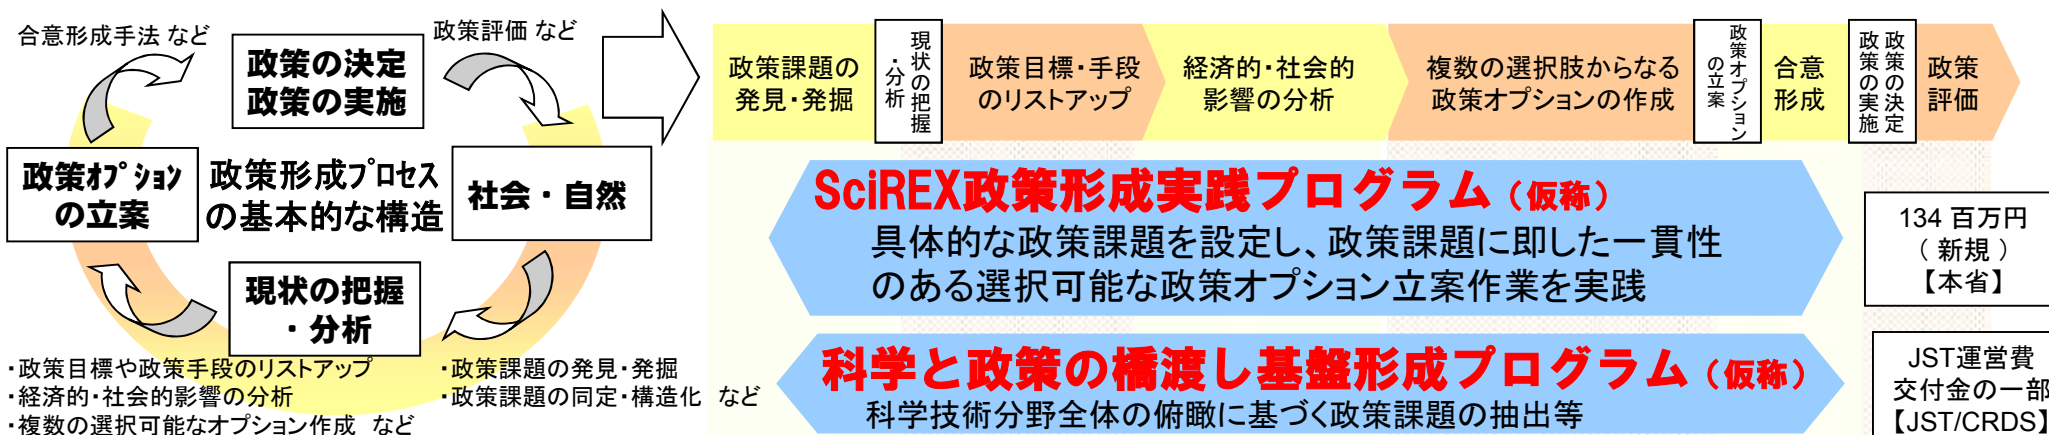 合意形成手法 など
政策の決定
政策の実施
政策評価 など
政策オプション
の立案
政策形成プロセス
の基本的な構造
社会・自然
現状の把握
・分析
・政策目標や政策手段のリストアップ
・経済的・社会的影響の分析
・複数の選択可能なオプション作成 など
・政策課題の発見・発掘
・政策課題の同定・構造化 など
政策課題の
発見・発掘
現状の把握
・分析
政策目標・手段
のリストアップ
経済的・社会的
影響の分析
複数の選択肢からなる
政策オプションの作成
政策オプション
の立案
合意
形成
政策の決定
政策の実施
政策
評価
SciREX政策形成実践プログラム（仮称）
具体的な政策課題を設定し、政策課題に即した一貫性
のある選択可能な政策オプション立案作業を実践
134 百万円
（ 新規 ）
【本省】
科学と政策の橋渡し基盤形成プログラム（仮称）
科学技術分野全体の俯瞰に基づく政策課題の抽出等
JST運営費
交付金の一部
【JST/CRDS】